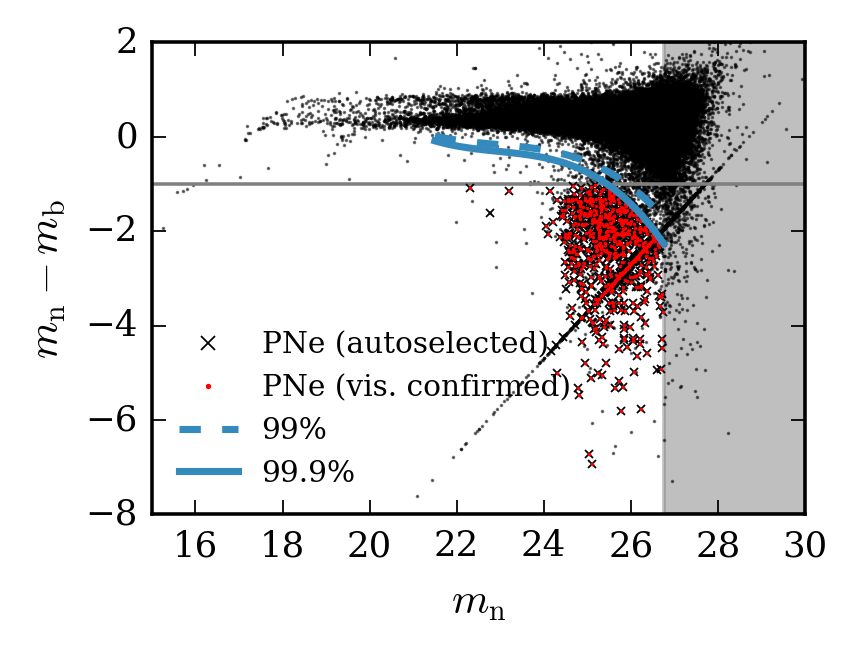 2
0
−2
−4
−6
−8
m_n − m_b
PNe (autoselected)
PNe (vis. confirmed)
99%
99.9%
16 18 20 22 24 26 28 30
m_n